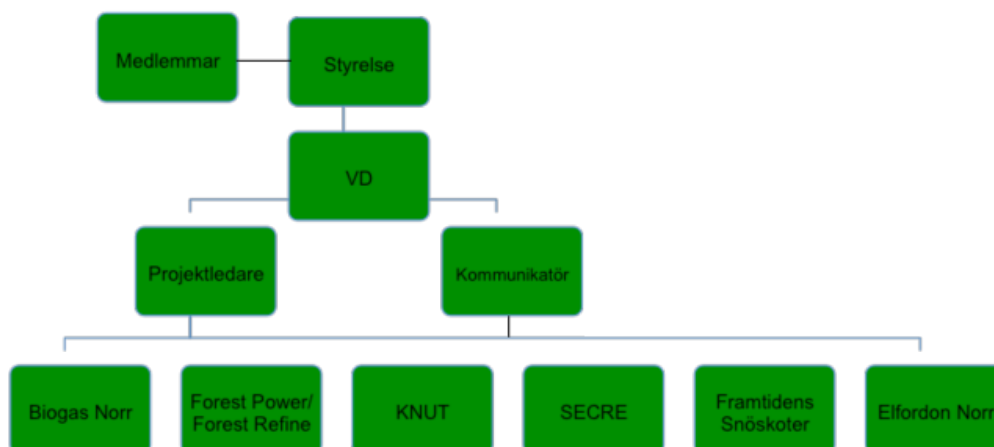 Medlemmar
Styrelse
VD
Projektledare
Kommunikatör
Biogas Norr
Forest Power/
Forest Refine
KNUT
SECRE
Framtidens
Snöskoter
Elfordon Norr